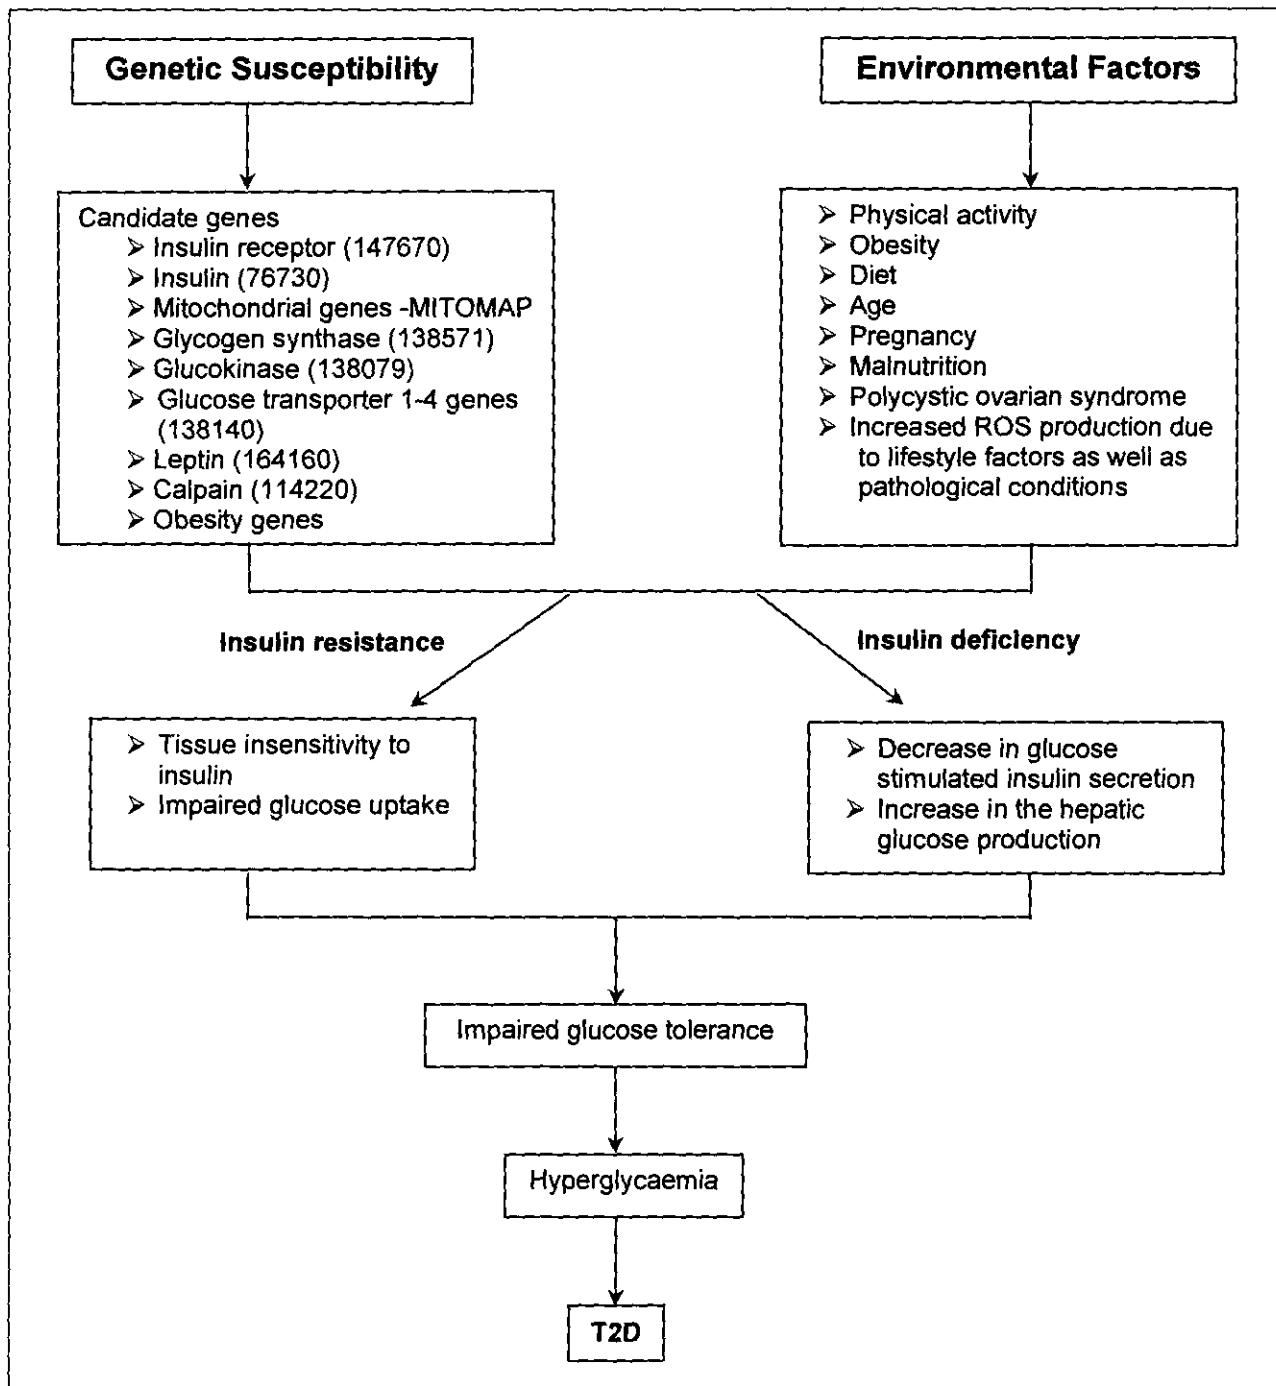 Genetic Susceptibility
Environmental Factors
Candidate genes
➢ Insulin receptor (147670)
➢ Insulin (76730)
➢ Mitochondrial genes -MITOMAP
➢ Glycogen synthase (138571)
➢ Glucokinase (138079)
➢ Glucose transporter 1-4 genes
(138140)
➢ Leptin (164160)
➢ Calpain (114220)
➢ Obesity genes
➢ Physical activity
➢ Obesity
➢ Diet
➢ Age
➢ Pregnancy
➢ Malnutrition
➢ Polycystic ovarian syndrome
➢ Increased ROS production due
to lifestyle factors as well as
pathological conditions
Insulin resistance
Insulin deficiency
➢ Tissue insensitivity to
insulin
➢ Impaired glucose uptake
➢ Decrease in glucose
stimulated insulin secretion
➢ Increase in the hepatic
glucose production
Impaired glucose tolerance
Hyperglycaemia
T2D